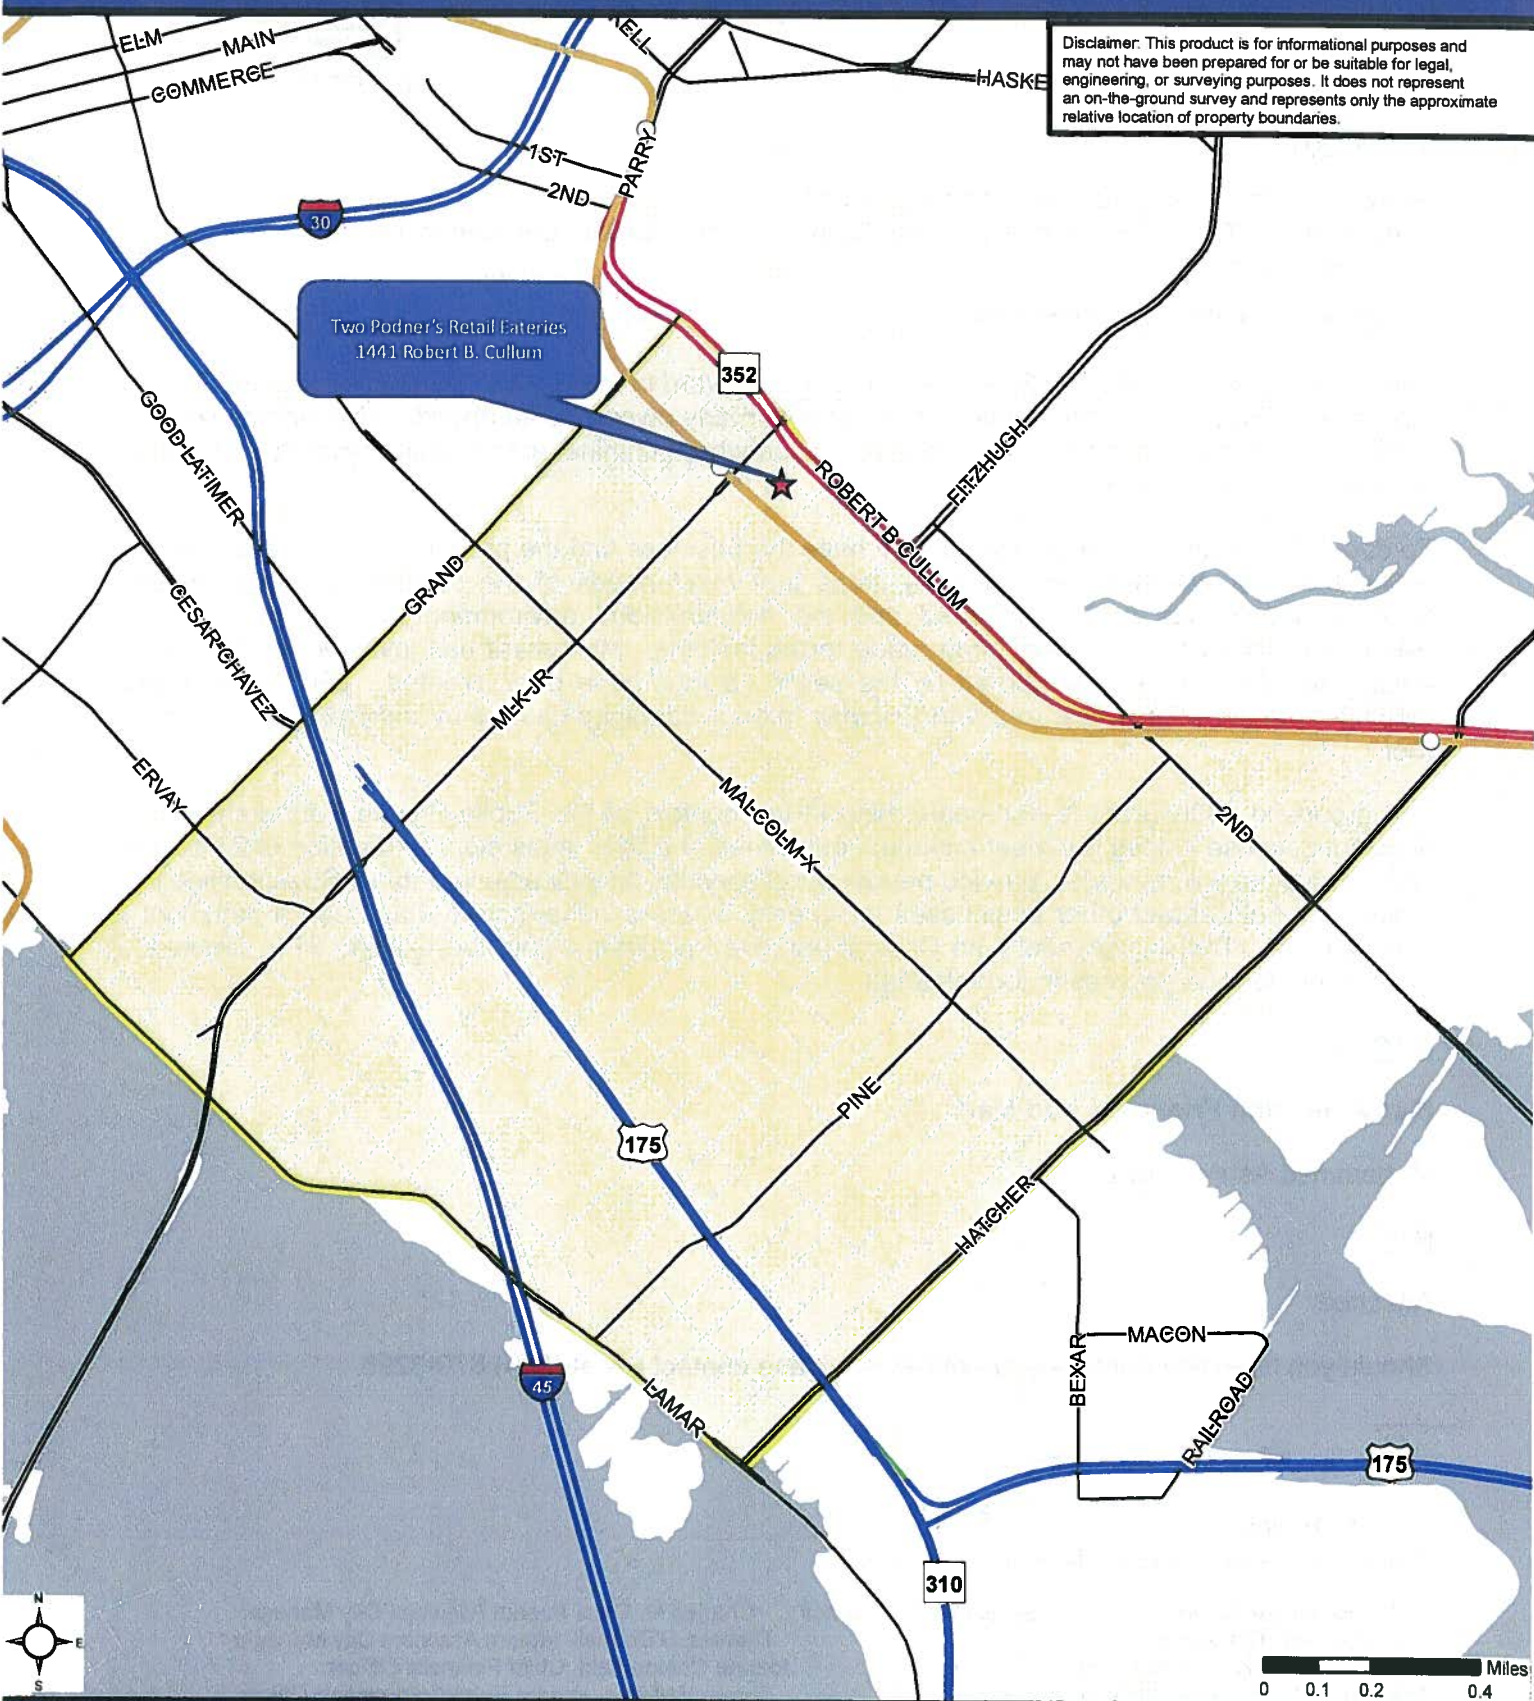 ELM
MAIN
COMMERCE
Disclaimer: This product is for informational purposes and
may not have been prepared for or be suitable for legal,
engineering, or surveying purposes. It does not represent
an on-the-ground survey and represents only the approximate
relative location of property boundaries.
HASKE
1ST
2ND
PARRY
30
Two Podner's Retail Eateries
1441 Robert B. Cullum
352
GOOD-LATIMER
ROBERT B CULLUM
FITZHUGH
GRAND
CESAR CHAVEZ
MLK JR
ERVAY
MALCOLM X
2ND
PINE
175
HATCHER
MACON
BEXAR
45
LAMAR
RAILROAD
175
310
N
E
S
Miles
0 0.1 0.2 0.4